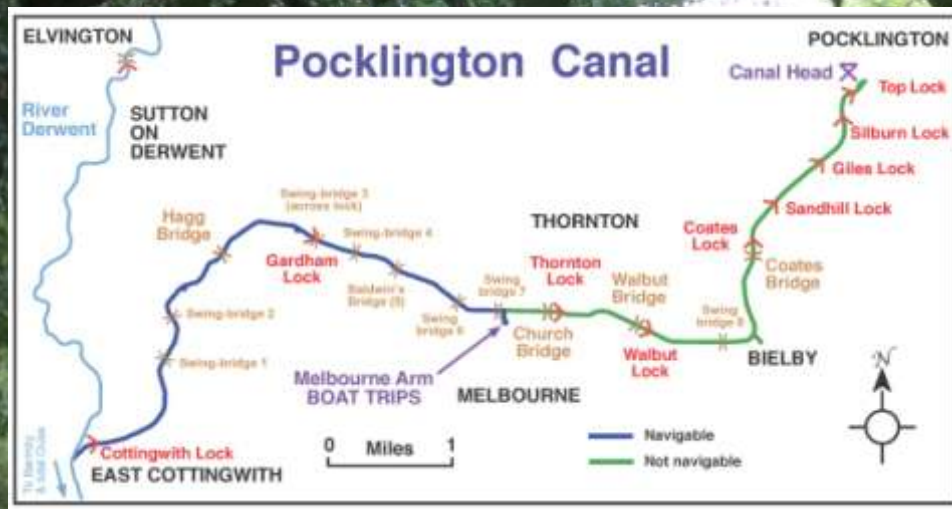 ELVINGTON
Pocklington Canal
POCKLINGTON
Canal Head
Top Lock
River
Derwent
SUTTON
ON
DERWENT
Silburn Lock
Giles Lock
Swing-bridge 3
(across lock)
Hagg
Bridge
Swing-bridge 4
THORNTON
Sandhill Lock
Gardham
Lock
Coates
Lock
Thornton
Lock
Walbut
Bridge
Coates
Bridge
Baldwin's
Bridge (5)
Swing
bridge 7
Swing-bridge 2
Swing
bridge 6
Church
Bridge
Swing
bridge 8
Swing-bridge 1
Walbut
Lock
BIELBY
N
Melbourne Arm
BOAT TRIPS
MELBOURNE
0 Miles 1
Navigable
Not navigable
Cottingwith Lock
EAST COTTINGWITH
To Barmby